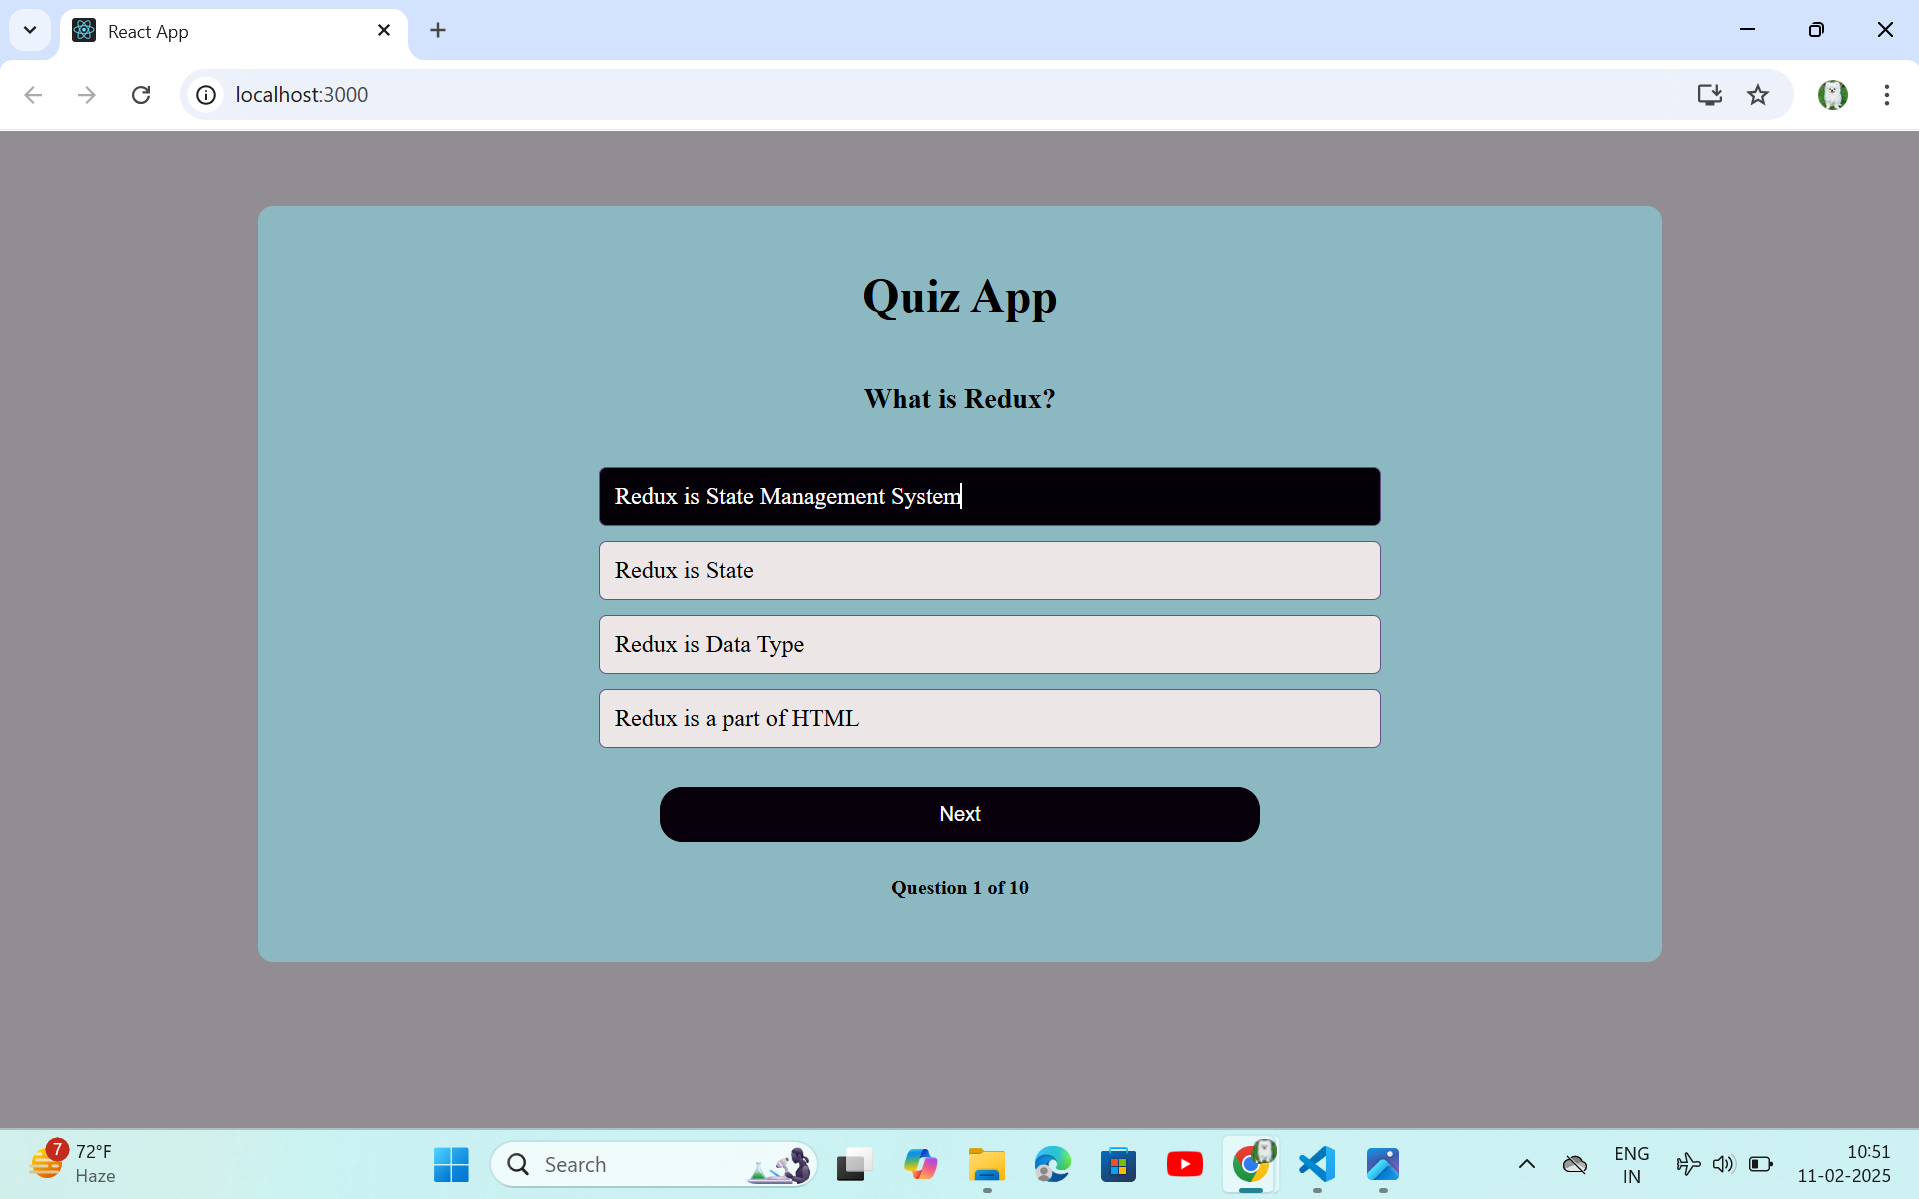 React App
localhost:3000
Quiz App
What is Redux?
Redux is State Management System
Redux is State
Redux is Data Type
Redux is a part of HTML
Next
Question 1 of 10
7
72°F
Haze
Search
ENG
IN
10:51
11-02-2025